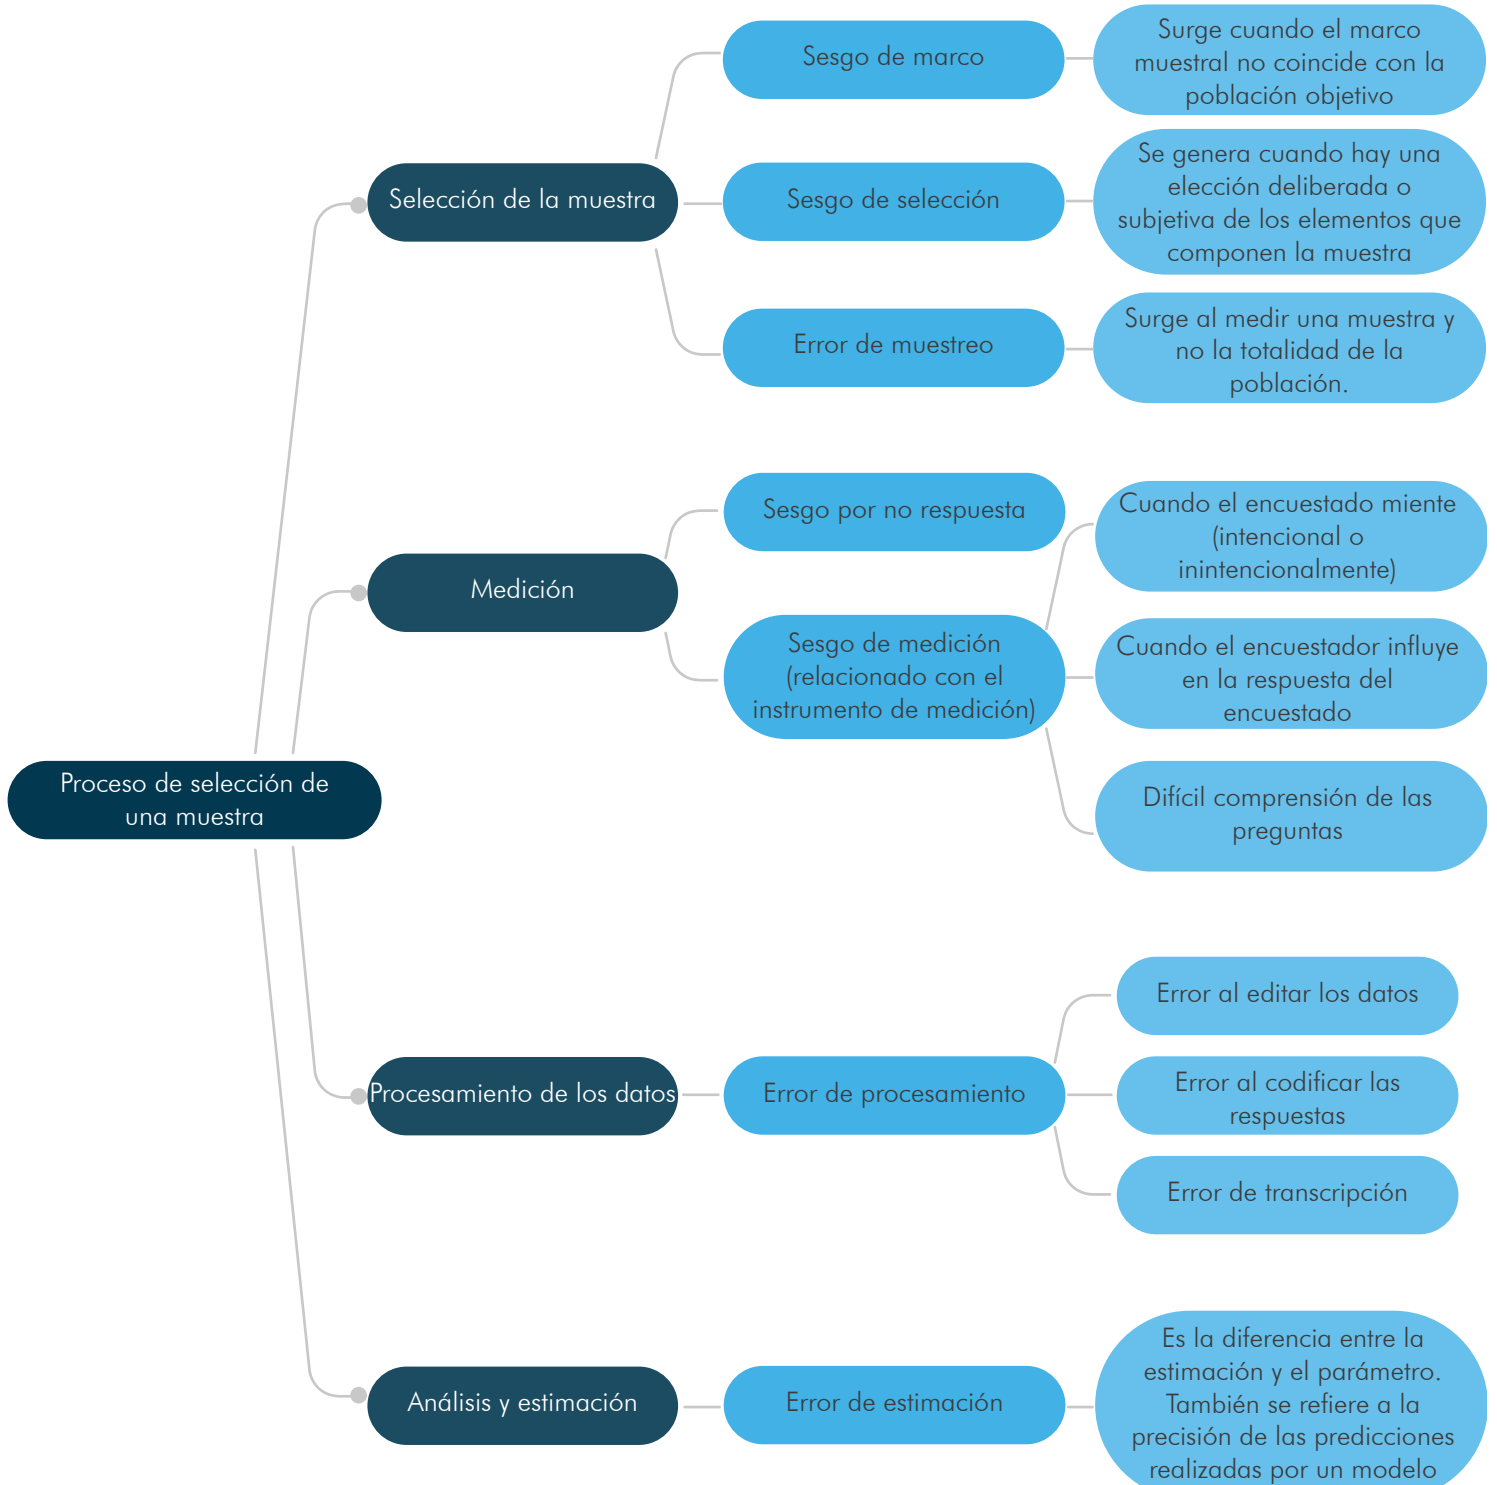 Sesgo de marco
Surge cuando el marco
muestral no coincide con la
población objetivo
Selección de la muestra
Sesgo de selección
Se genera cuando hay una
elección deliberada o
subjetiva de los elementos que
componen la muestra
Error de muestreo
Surge al medir una muestra y
no la totalidad de la
población.
Sesgo por no respuesta
Medición
Sesgo de medición
(relacionado con el
instrumento de medición)
Cuando el encuestado miente
(intencional o
inintencionalmente)
Cuando el encuestador influye
en la respuesta del
encuestado
Difícil comprensión de las
preguntas
Proceso de selección de
una muestra
Procesamiento de los datos
Error de procesamiento
Error al editar los datos
Error al codificar las
respuestas
Error de transcripción
Análisis y estimación
Error de estimación
Es la diferencia entre la
estimación y el parámetro.
También se refiere a la
precisión de las predicciones
realizadas por un modelo